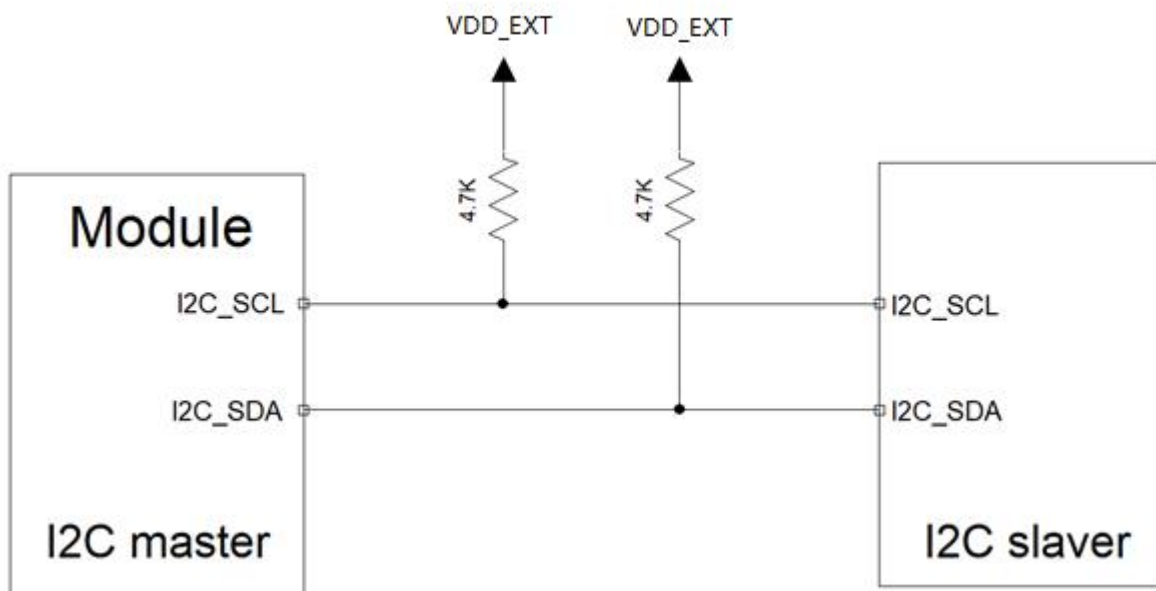 VDD_EXT VDD_EXT
4.7K 4.7K
Module
I2C_SCL I2C_SCL
I2C_SDA I2C_SDA
I2C master I2C slaver